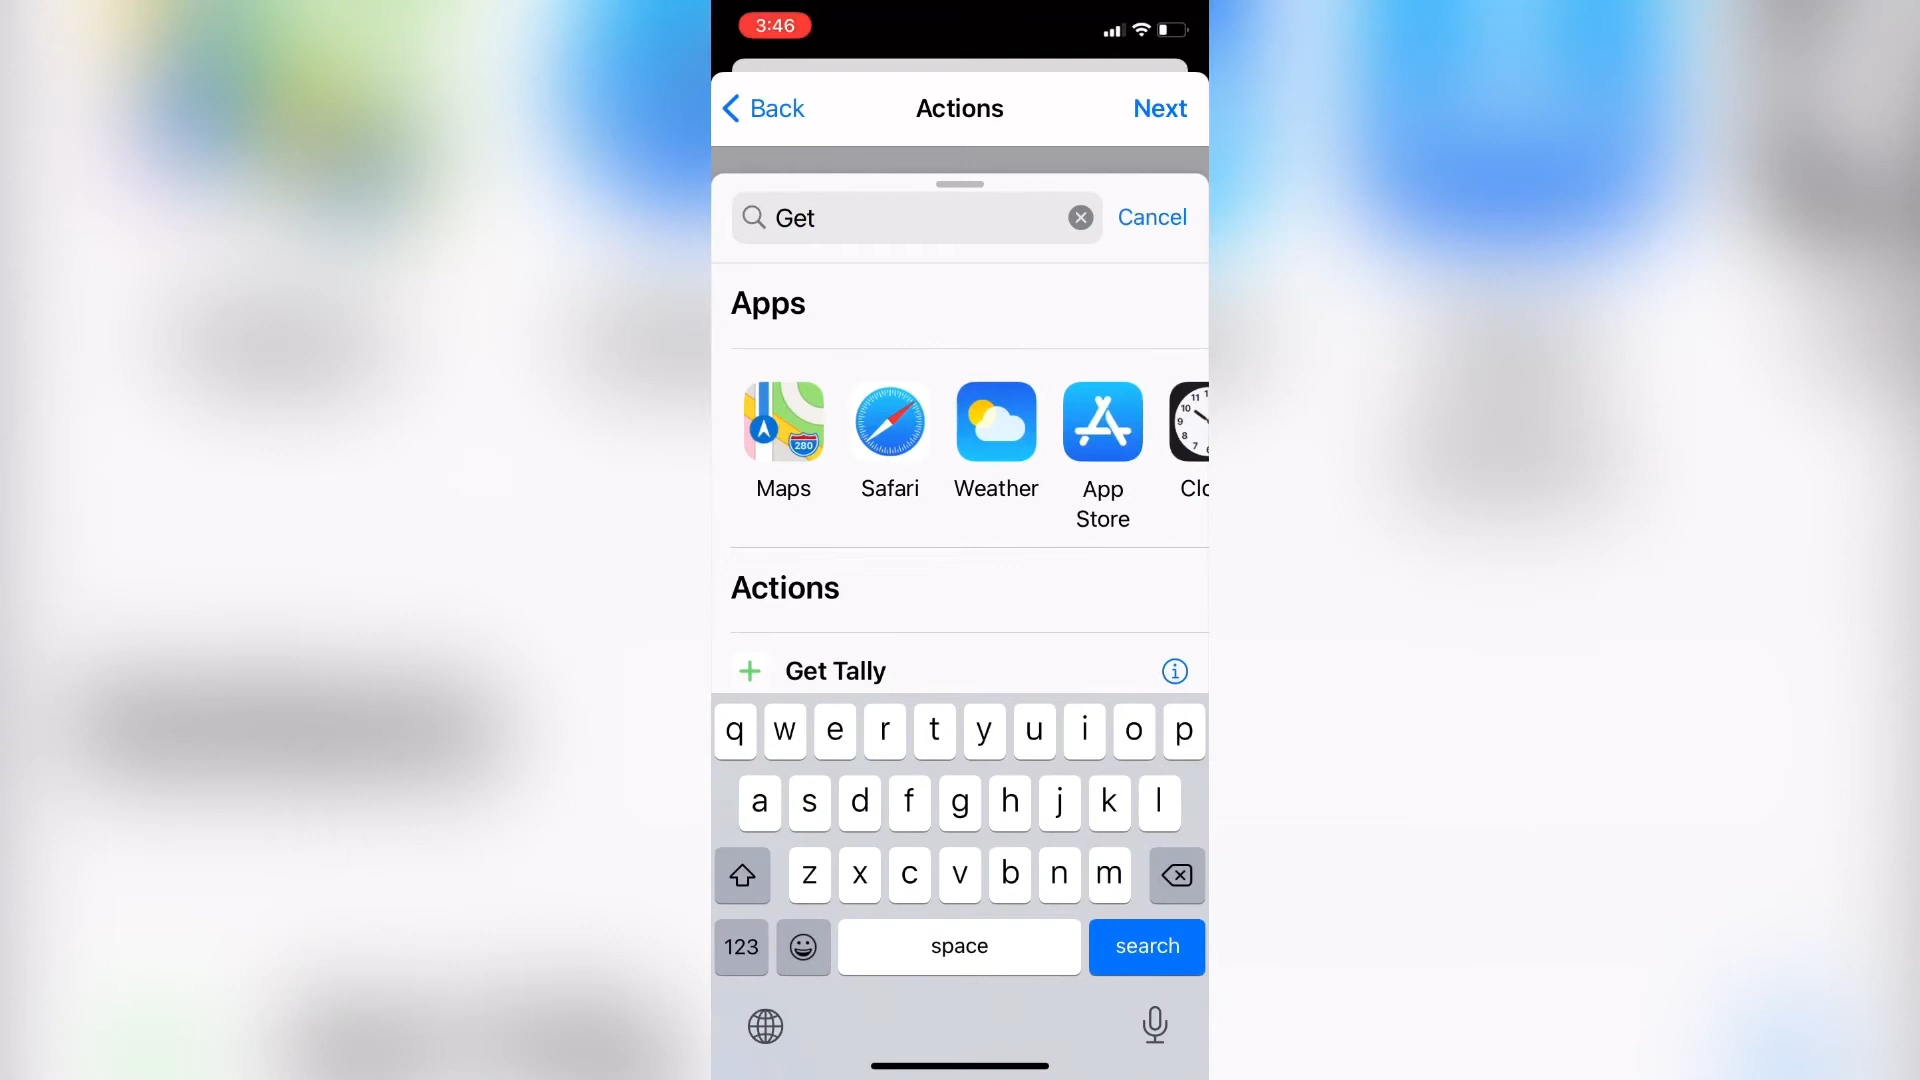 3:46
Back
Actions
Next
Get
Cancel
Apps
280
Maps
Safari
Weather
App
Store
Clo
Actions
Get Tally
q w e r t y u i o p
a s d f g h j k l
z x c v b n m
123
space
search